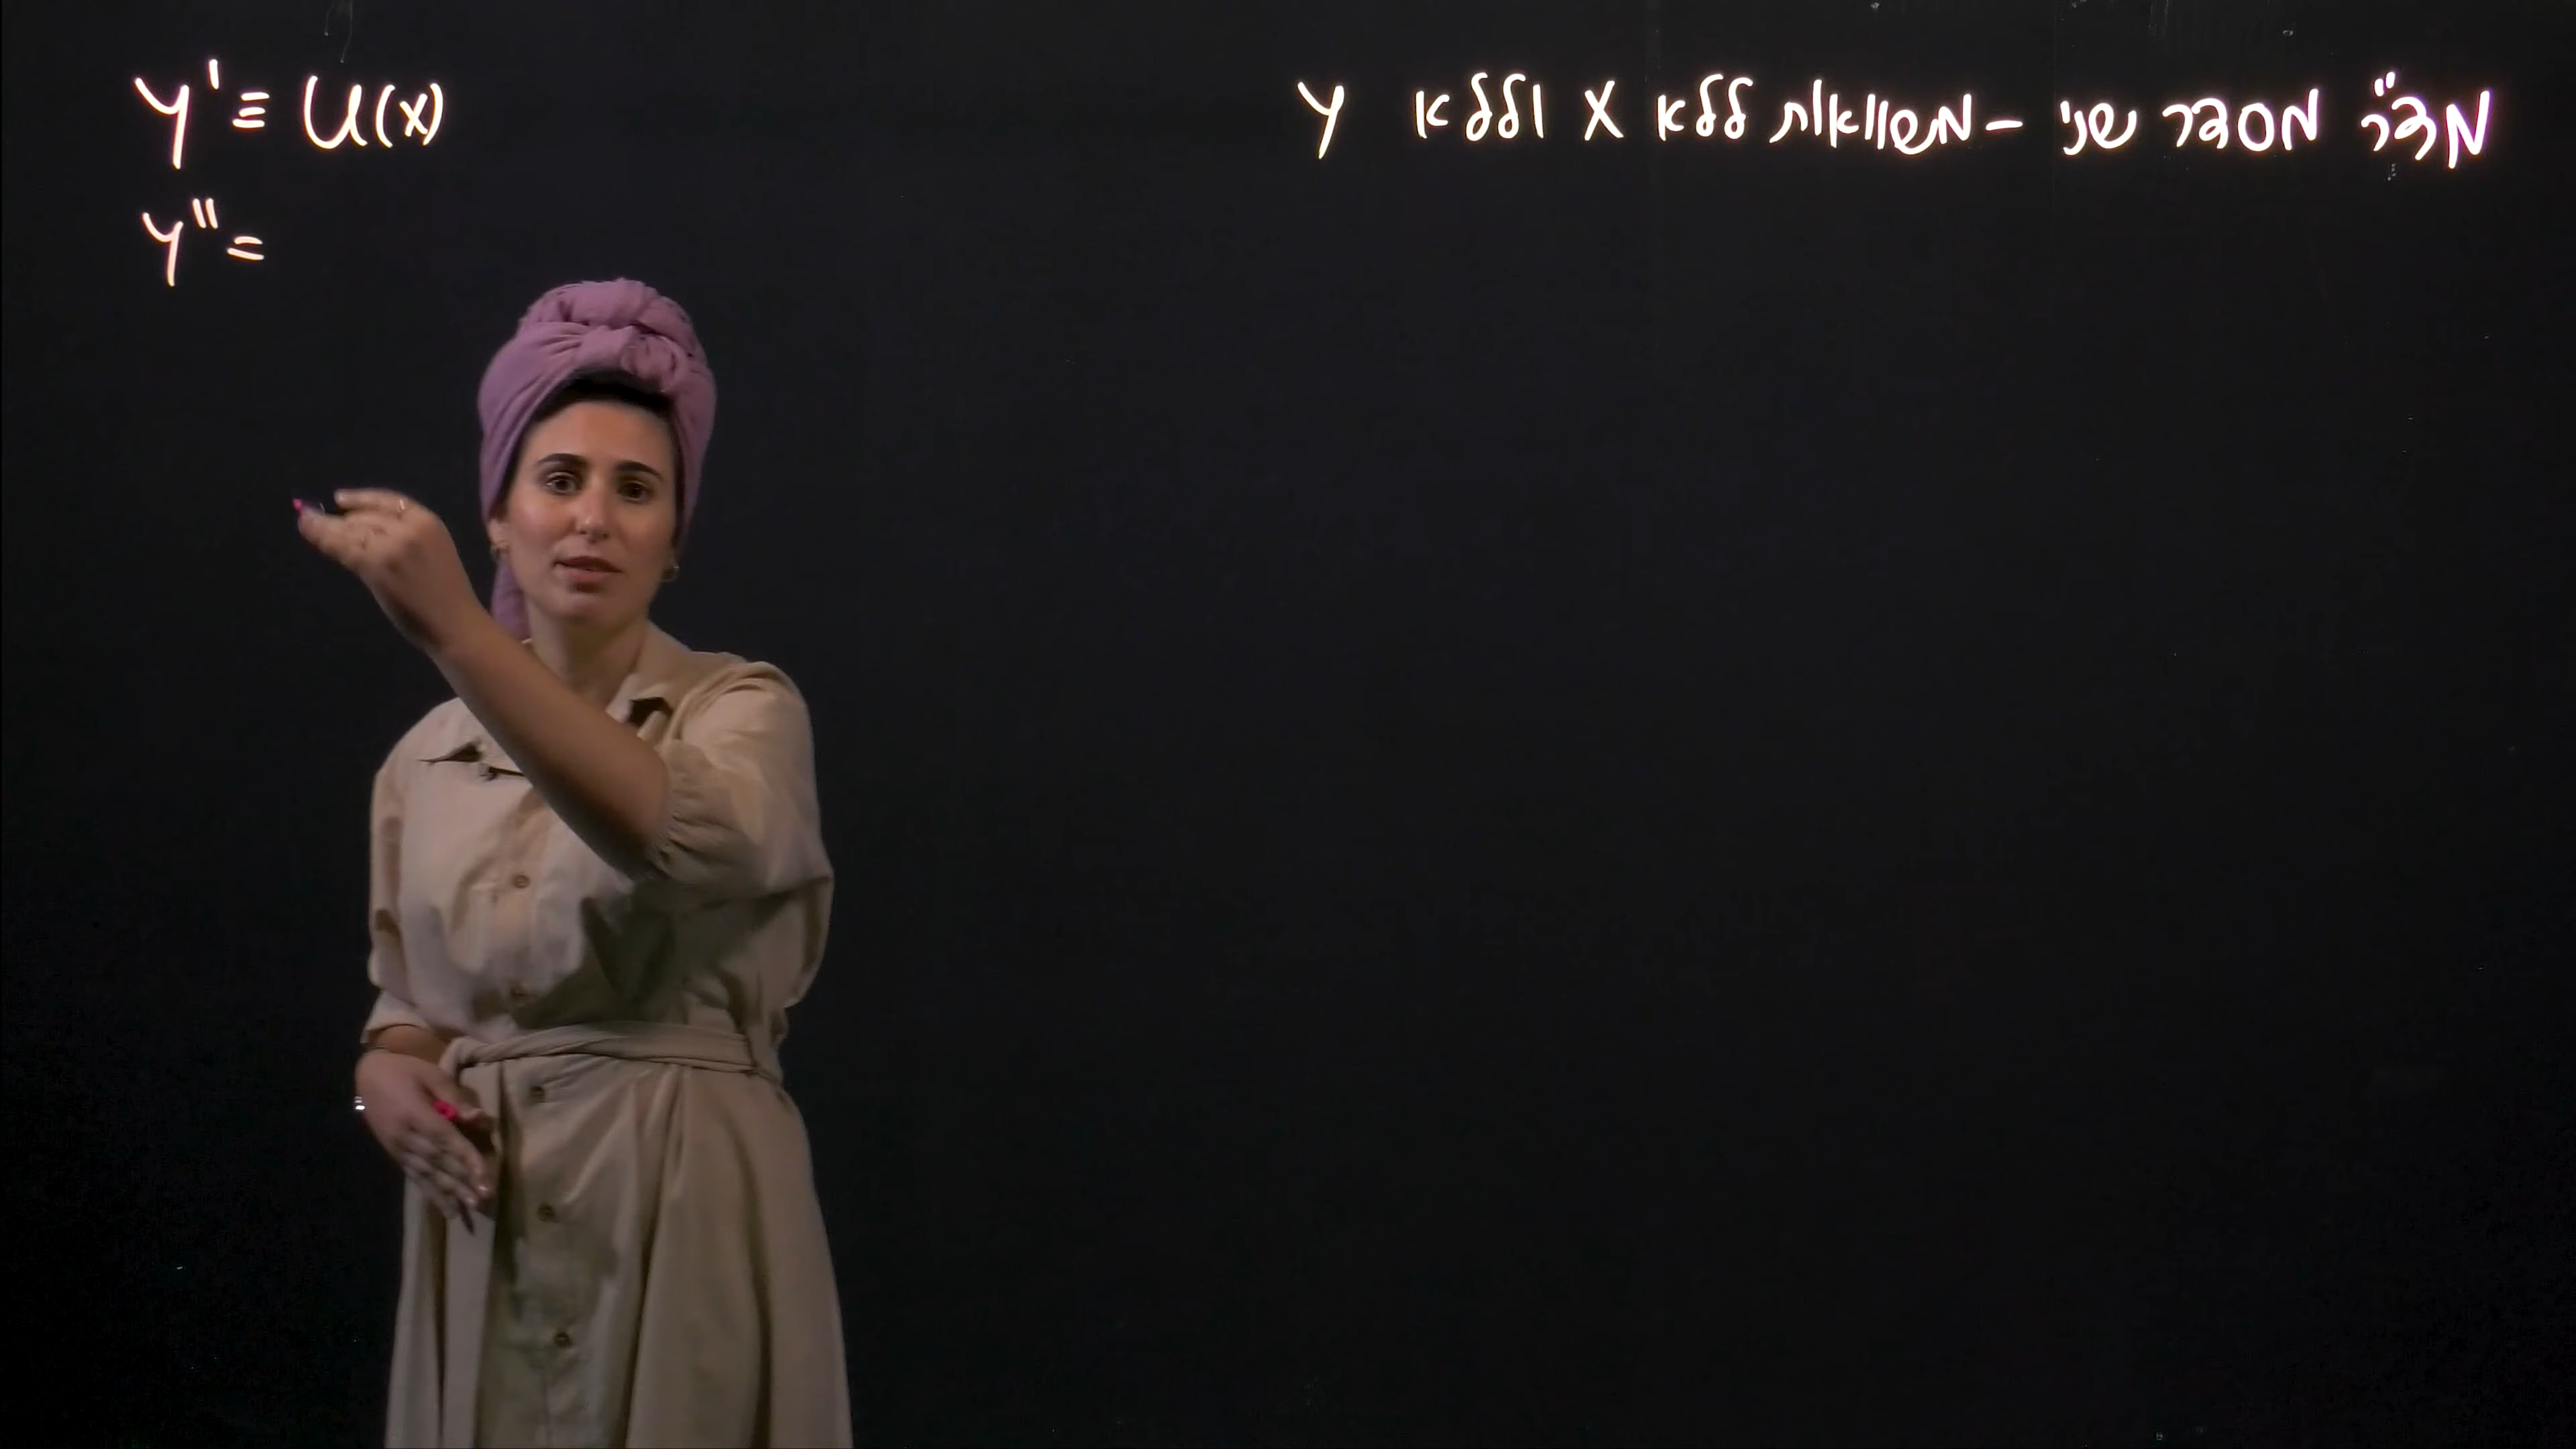 מד״ר מסדר שני - משוואות ללא x וללא y
y' ≡ u(x)
y'' =